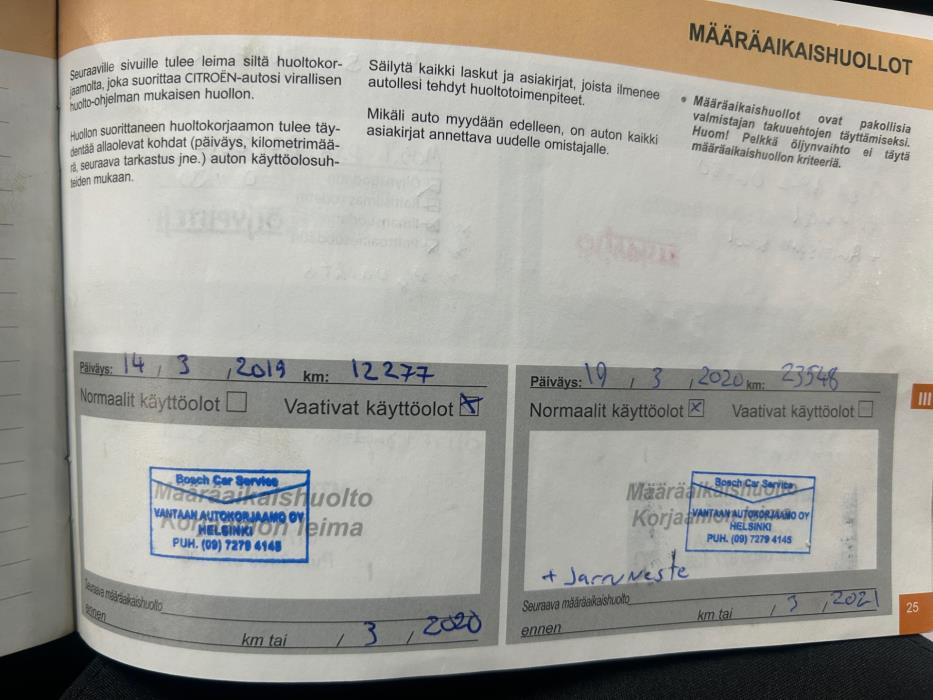 MÄÄRÄAIKAISHUOLLOT
Seuraaville sivuille tulee leima siltä huoltokor-
jaamolta, joka suorittaa CITROËN-autosi virallisen
huolto-ohjelman mukaisen huollon.
Huollon suorittaneen huoltokorjaamon tulee täy-
dentää allaolevat kohdat (päiväys, kilometrimää-
rä, seuraava tarkastus jne.) auton käyttöolosuh-
teiden mukaan.
Säilytä kaikki laskut ja asiakirjat, joista ilmenee
autollesi tehdyt huoltotoimenpiteet.
Mikäli auto myydään edelleen, on auton kaikki
asiakirjat annettava uudelle omistajalle.
• Määräaikaishuollot ovat pakollisia
valmistajan takuuehtojen täyttämiseksi.
Huom! Pelkkä öljynvaihto ei täytä
määräaikaishuollon kriteeriä.
Päiväys: 14 / 3 / 2019 km: 12277
Normaalit käyttöolot Vaativat käyttöolot x
Määräaikaishuolto
Korjaamon leima
Bosch Car Service
VANTAAN AUTOKORJAAMO OY
HELSINKI
PUH. (09) 7279 4145
Seuraava määräaikaishuolto
ennen km tai / 3 / 2020
Päiväys: 19 / 3 / 2020 km: 23548
Normaalit käyttöolot x Vaativat käyttöolot
Määräaikaishuolto
Bosch Car Service
VANTAAN AUTOKORJAAMO OY
HELSINKI
PUH. (09) 7279 4145
+ Jarruneste
Seuraava määräaikaishuolto
ennen km tai / 3 / 2021
III
25